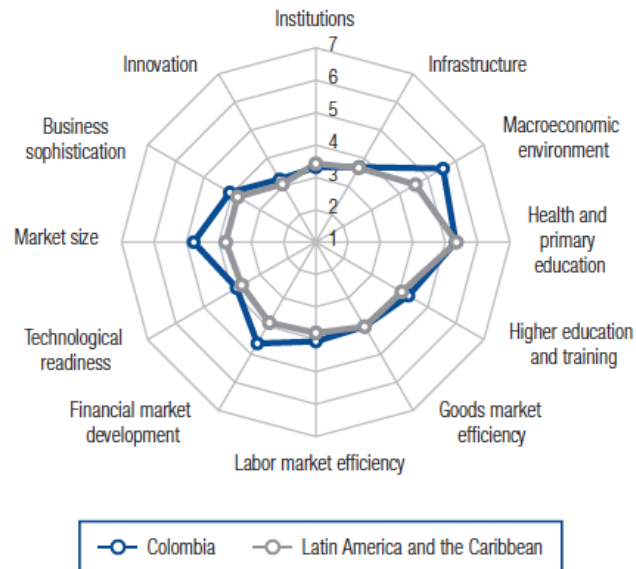 Institutions
7
6
5
4
3
2
1
Infrastructure
Macroeconomic
environment
Health and
primary
education
Higher education
and training
Goods market
efficiency
Labor market efficiency
Financial market
development
Technological
readiness
Market size
Business
sophistication
Innovation
Colombia
Latin America and the Caribbean